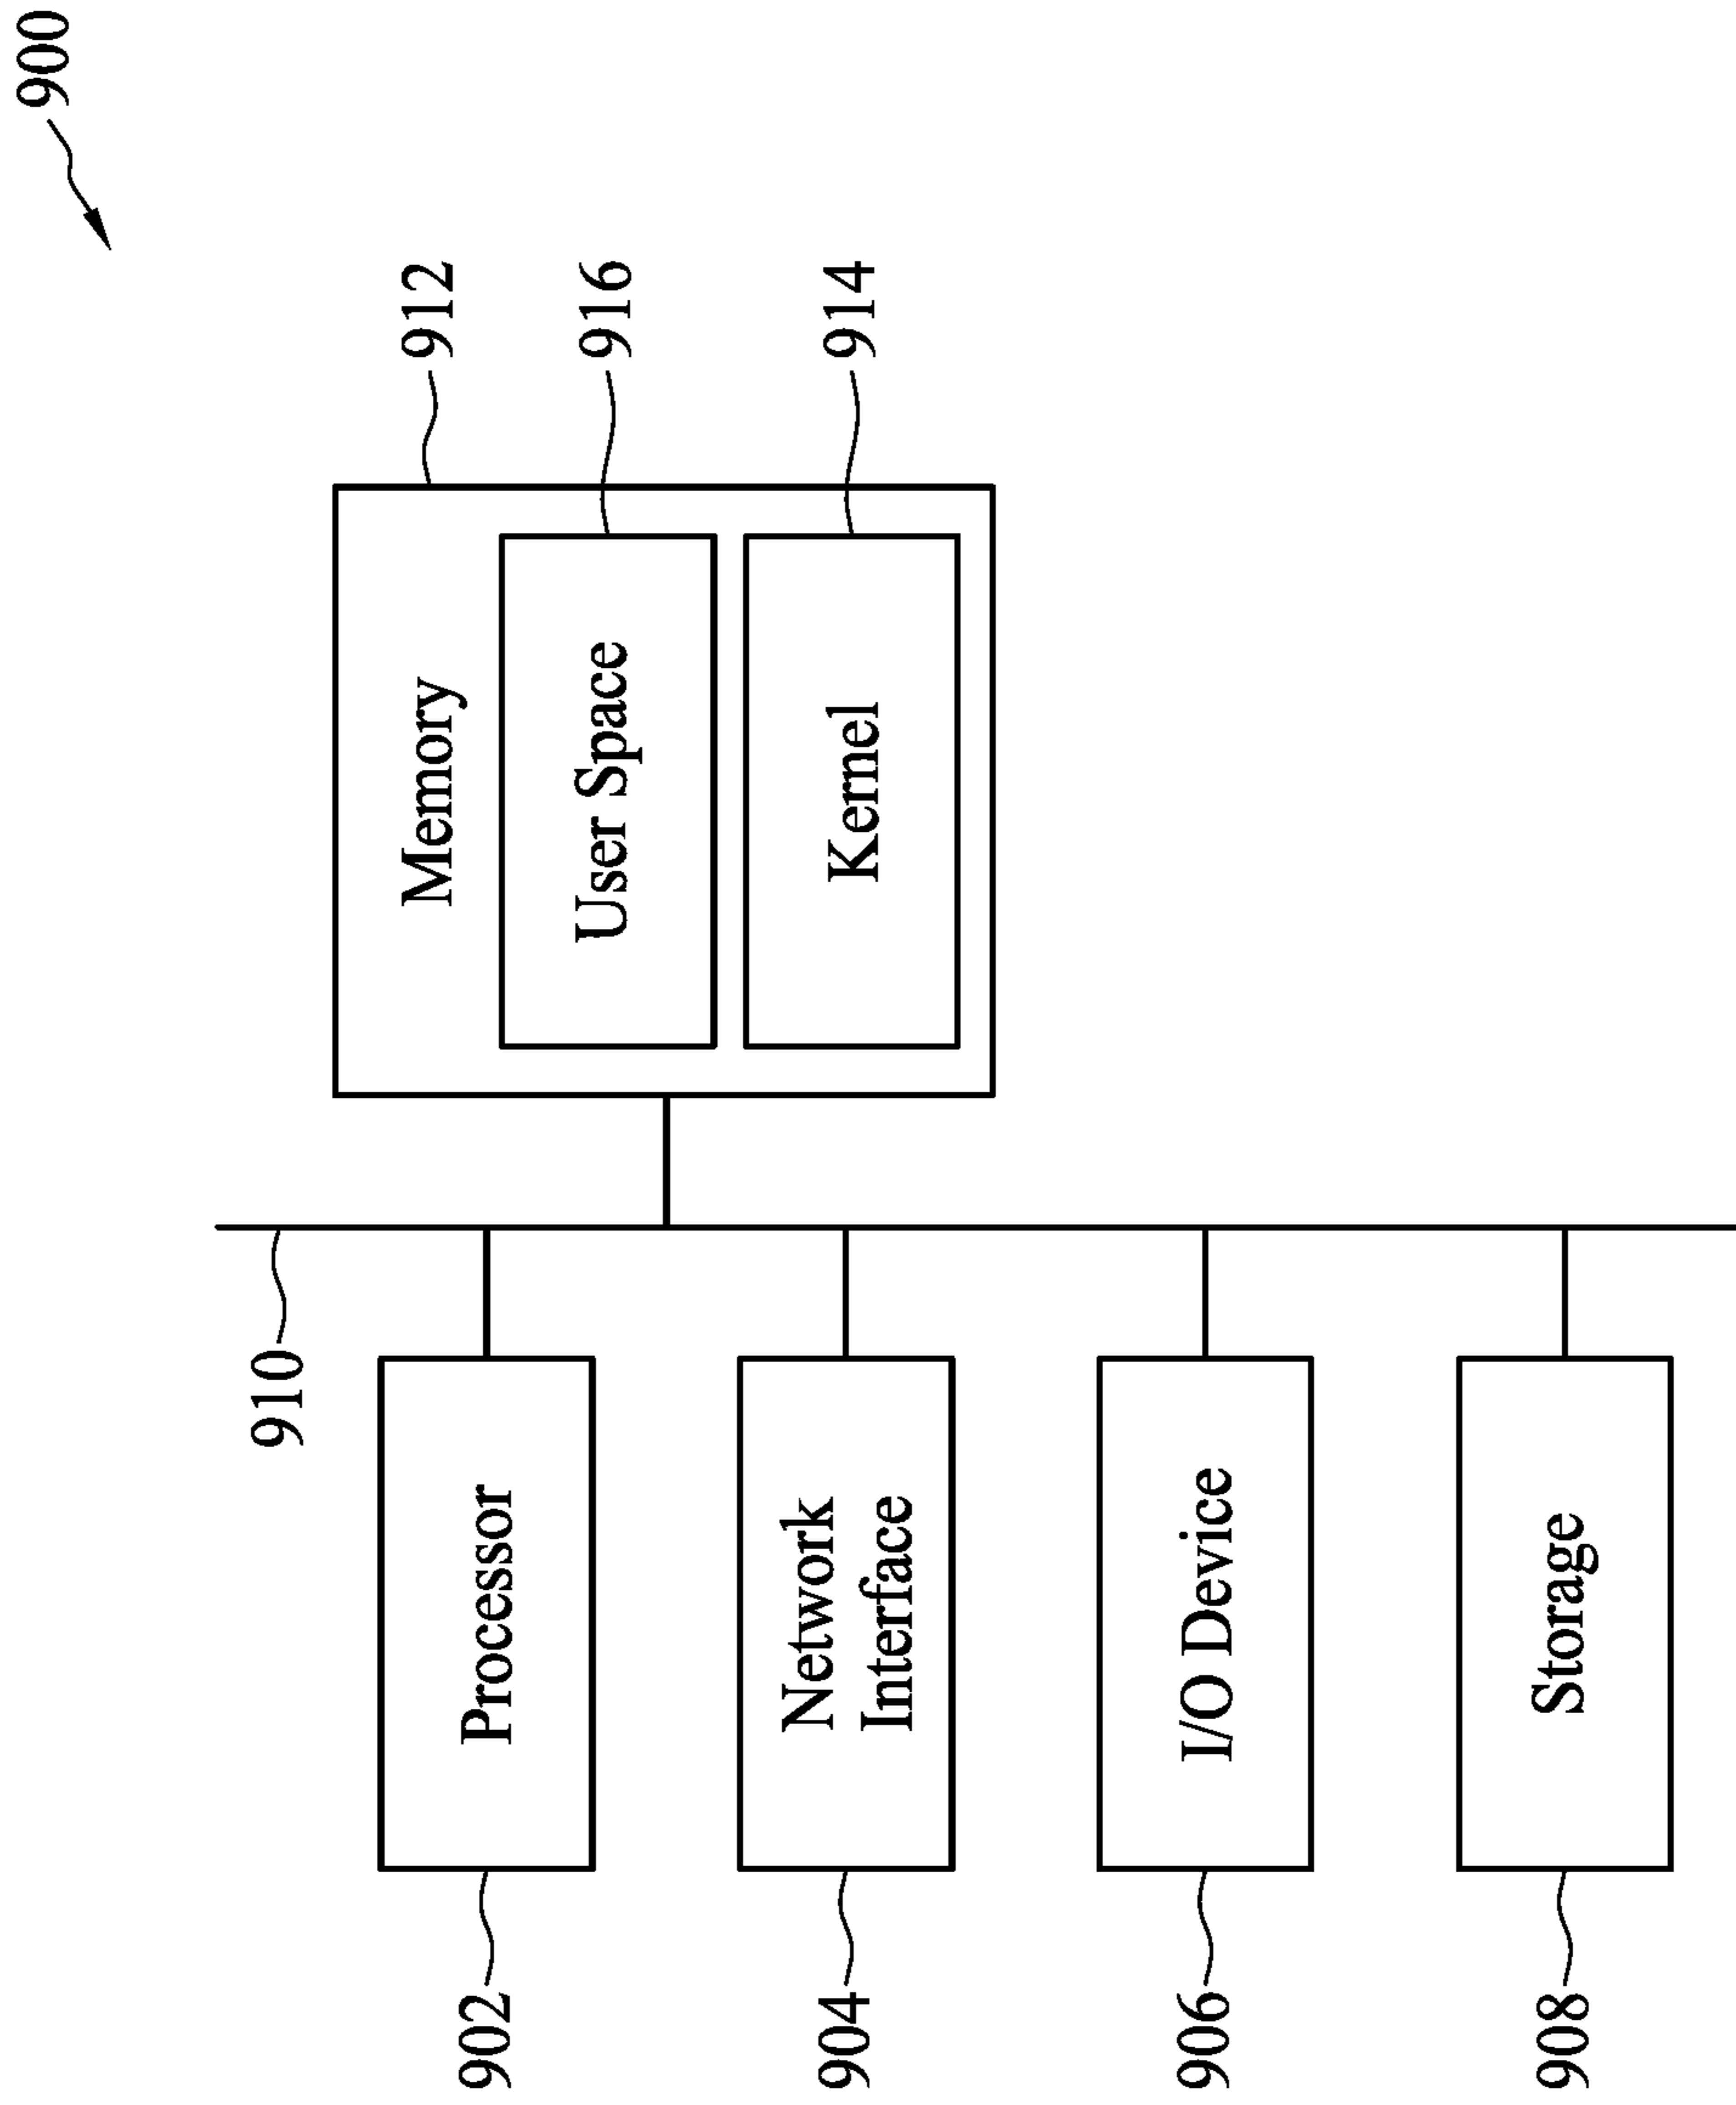 900
Processor
902
Network
Interface
904
I/O Device
906
Storage
908
910
Memory
912
User Space
916
Kernel
914